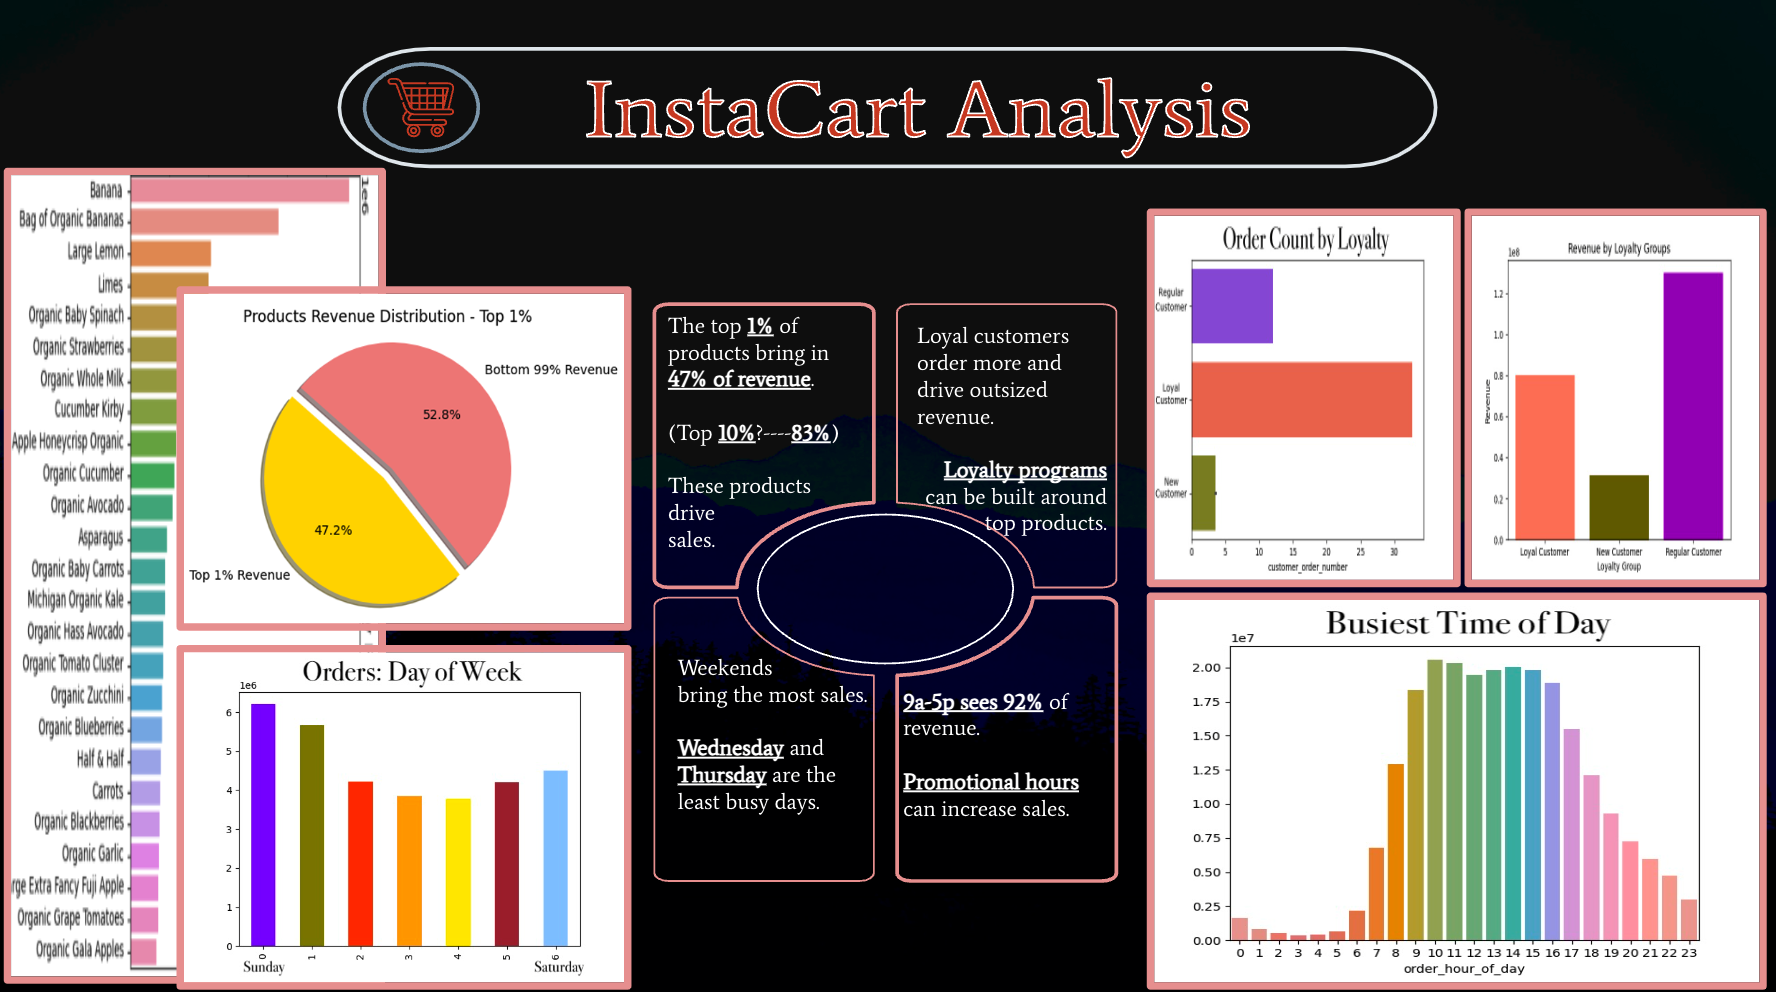 InstaCart Analysis
1e6
Banana
Bag of Organic Bananas
Large Lemon
Limes
Organic Baby Spinach
Organic Strawberries
Organic Whole Milk
Cucumber Kirby
Apple Honeycrisp Organic
Organic Cucumber
Organic Avocado
Asparagus
Organic Baby Carrots
Michigan Organic Kale
Organic Hass Avocado
Organic Tomato Cluster
Organic Zucchini
Organic Blueberries
Half & Half
Carrots
Organic Blackberries
Organic Garlic
rge Extra Fancy Fuji Apple
Organic Grape Tomatoes
Organic Gala Apples
Products Revenue Distribution - Top 1%
Bottom 99% Revenue
52.8%
47.2%
Top 1% Revenue
Orders: Day of Week
1e6
6
5
4
3
2
1
0
0 1 2 3 4 5 6
Sunday Saturday
The top 1% of
products bring in
47% of revenue.
(Top 10%?----83%)
These products
drive
sales.
Loyal customers
order more and
drive outsized
revenue.
Loyalty programs
can be built around
top products.
Weekends
bring the most sales.
Wednesday and
Thursday are the
least busy days.
9a-5p sees 92% of
revenue.
Promotional hours
can increase sales.
Order Count by Loyalty
Regular
Customer
Loyal
Customer
New
Customer
0 5 10 15 20 25 30
customer_order_number
Revenue by Loyalty Groups
1e8
1.2
1.0
0.8
0.6
0.4
0.2
0.0
Revenue
Loyal Customer New Customer Regular Customer
Loyalty Group
Busiest Time of Day
1e7
2.00
1.75
1.50
1.25
1.00
0.75
0.50
0.25
0.00
0 1 2 3 4 5 6 7 8 9 10 11 12 13 14 15 16 17 18 19 20 21 22 23
order_hour_of_day